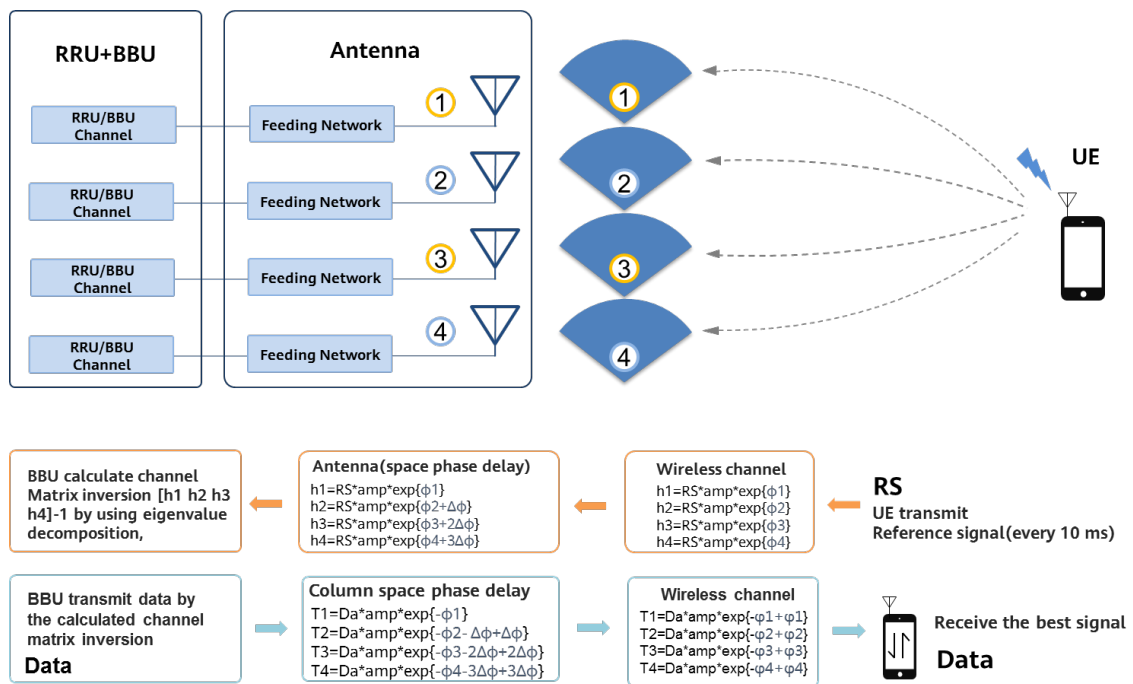 RRU+BBU
Antenna
UE
RRU/BBU
Channel
Feeding Network
1
1
RRU/BBU
Channel
Feeding Network
2
2
RRU/BBU
Channel
Feeding Network
3
3
RRU/BBU
Channel
Feeding Network
4
4
BBU calculate channel
Matrix inversion [h1 h2 h3
h4]-1 by using eigenvalue
decomposition,
Antenna(space phase delay)
h1=RS*amp*exp{ϕ1}
h2=RS*amp*exp{ϕ2+Δϕ}
h3=RS*amp*exp{ϕ3+2Δϕ}
h4=RS*amp*exp{ϕ4+3Δϕ}
Wireless channel
h1=RS*amp*exp{ϕ1}
h2=RS*amp*exp{ϕ2}
h3=RS*amp*exp{ϕ3}
h4=RS*amp*exp{ϕ4}
RS
UE transmit
Reference signal(every 10 ms)
BBU transmit data by
the calculated channel
matrix inversion
Data
Column space phase delay
T1=Da*amp*exp{-ϕ1}
T2=Da*amp*exp{-ϕ2- Δϕ+Δϕ}
T3=Da*amp*exp{-ϕ3-2Δϕ+2Δϕ}
T4=Da*amp*exp{-ϕ4-3Δϕ+3Δϕ}
Wireless channel
T1=Da*amp*exp{-φ1+φ1}
T2=Da*amp*exp{-φ2+φ2}
T3=Da*amp*exp{-φ3+φ3}
T4=Da*amp*exp{-φ4+φ4}
Receive the best signal
Data